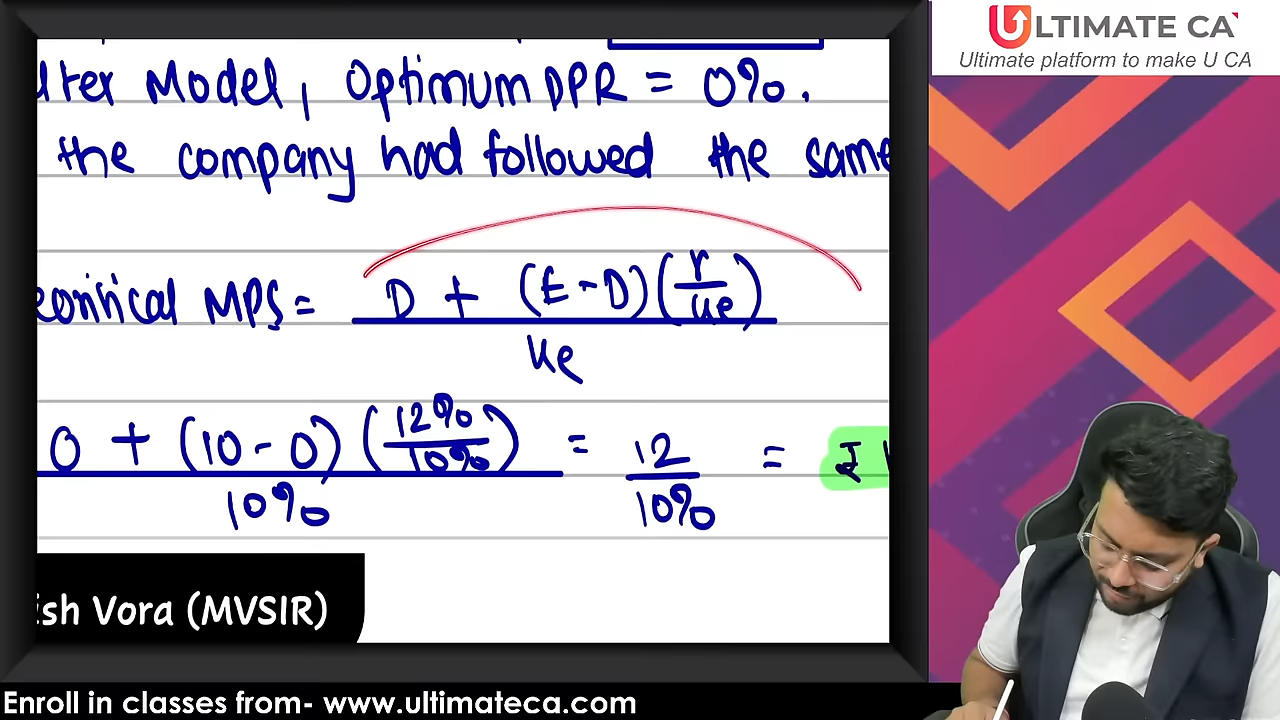 ULTIMATE CA
Ultimate platform to make U CA
Model, Optimum DPR = 0%.
the company had followed the same
MPS = D + (E - D) (r/Ke)
Ke
0 + (10 - 0) (12%/10%) = 12/10% = ₹
10%
ish Vora (MVSIR)
Enroll in classes from- www.ultimateca.com